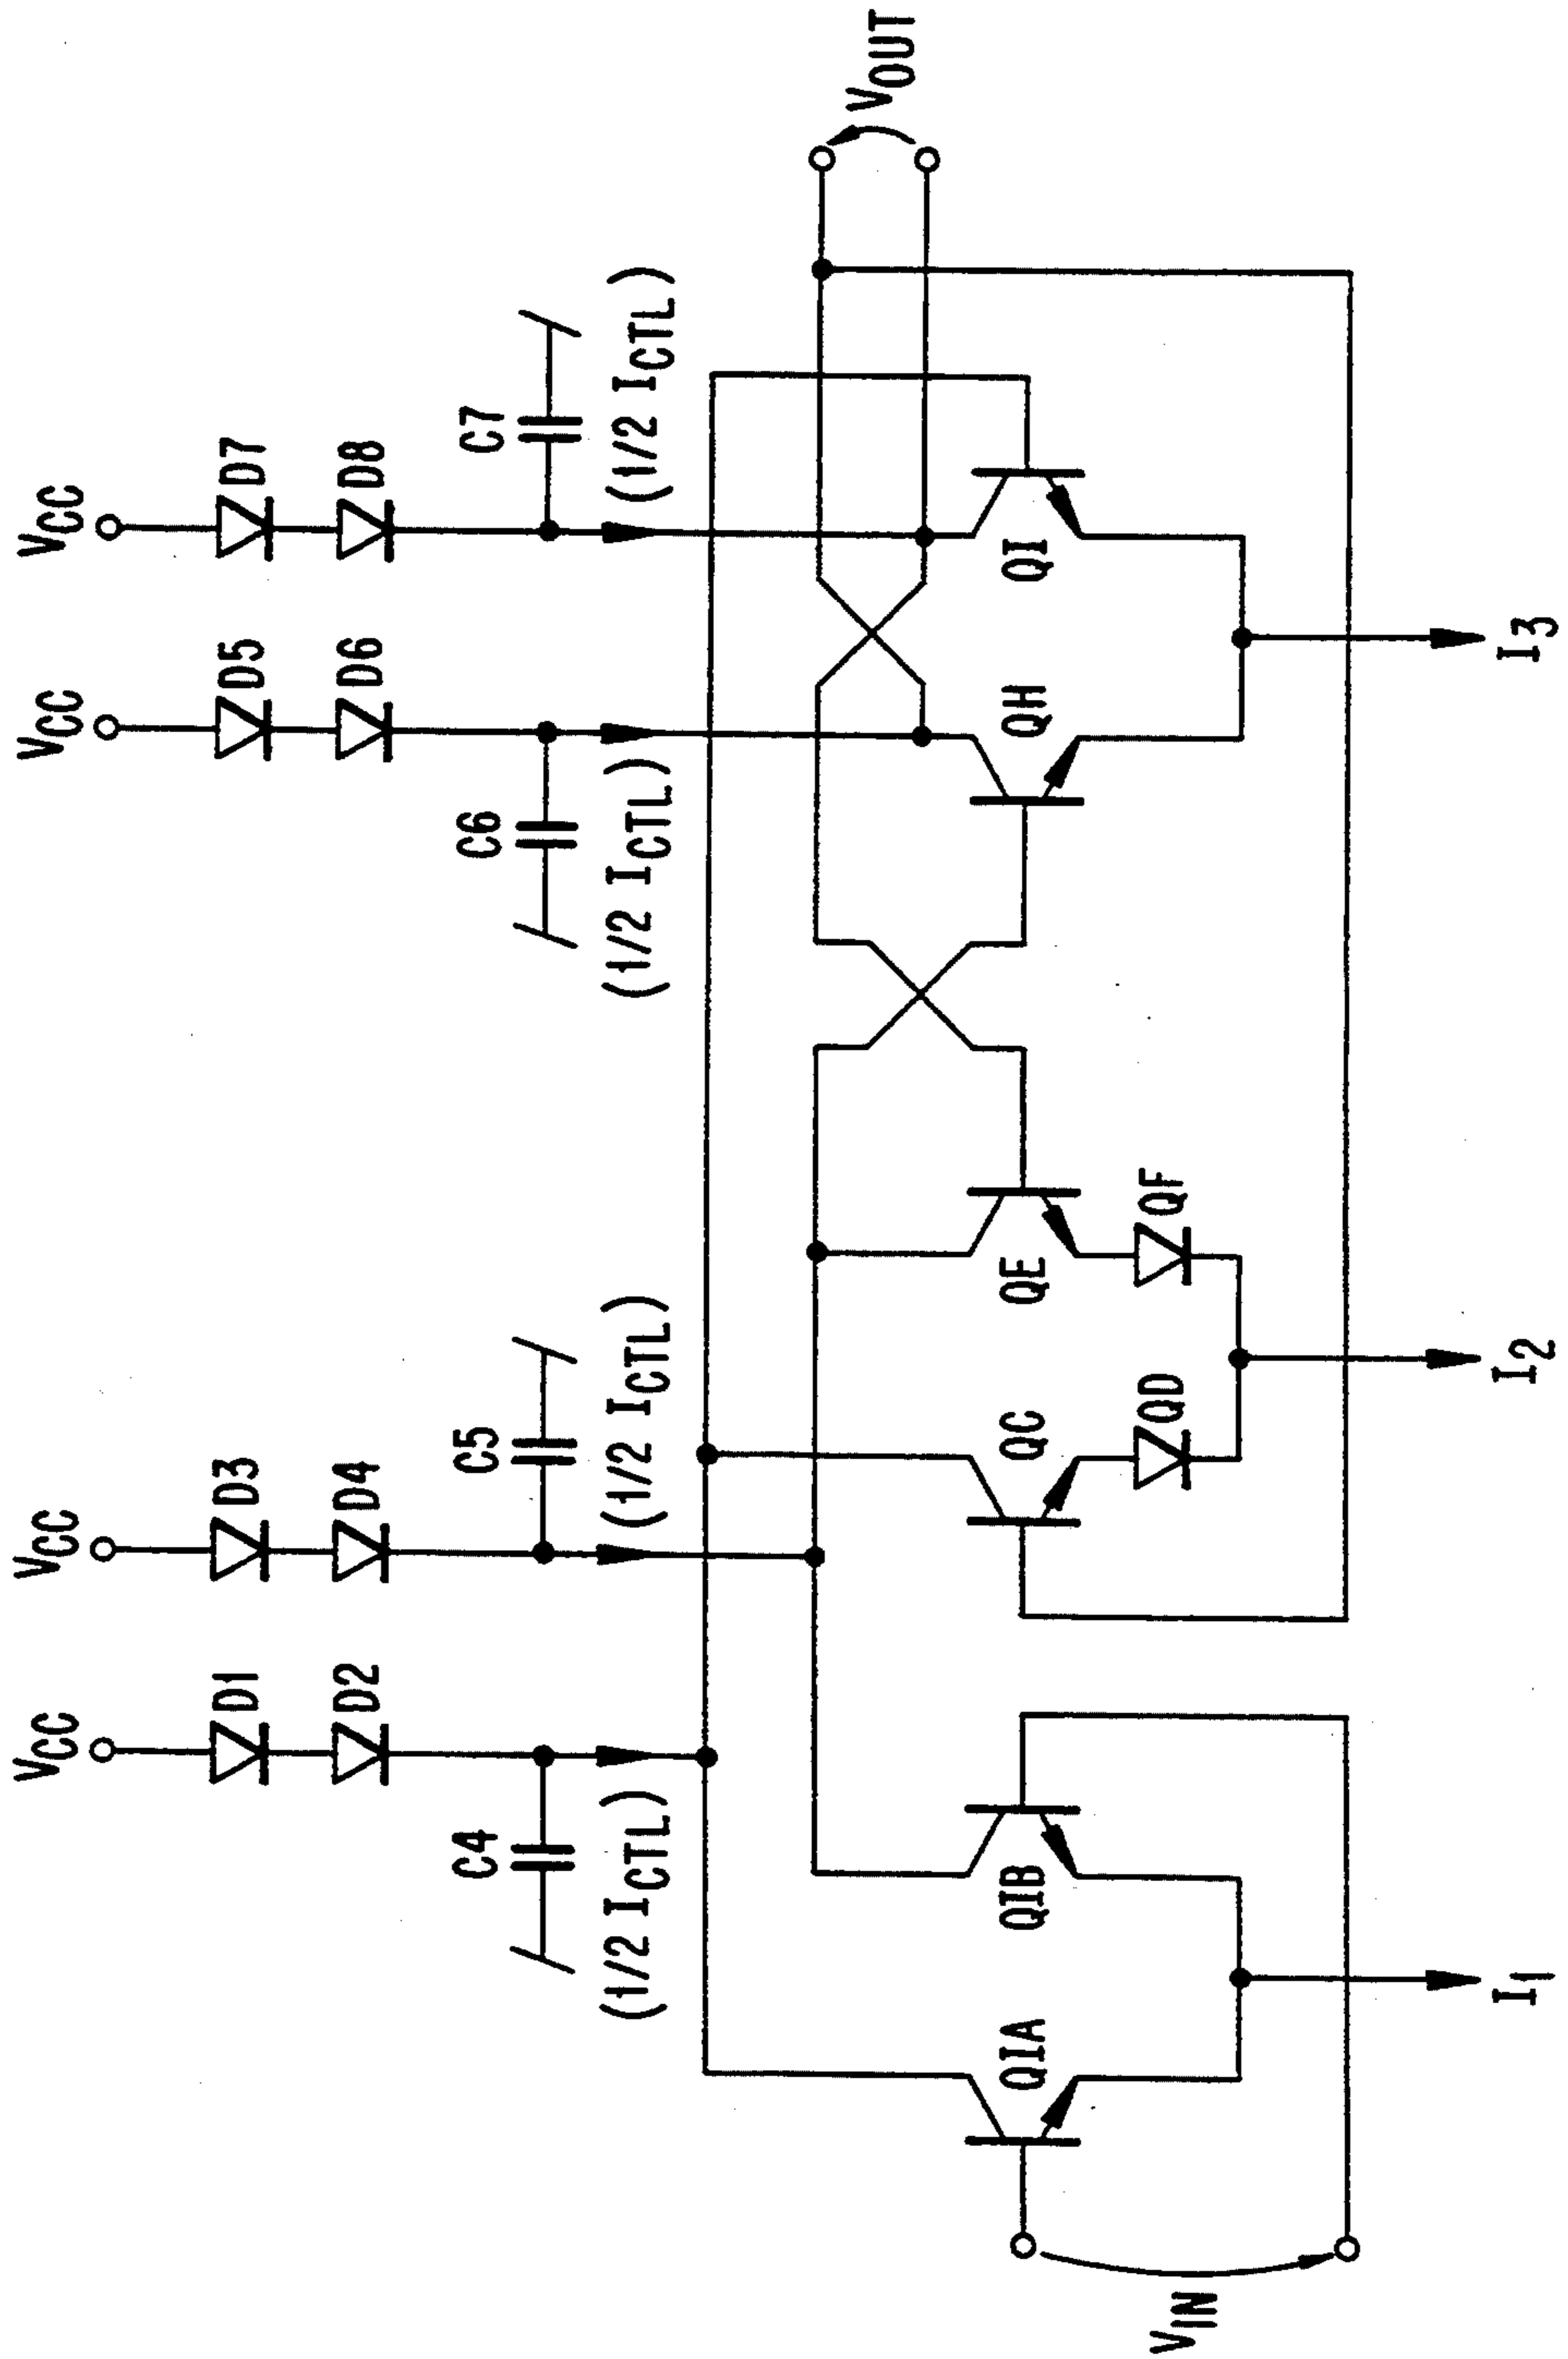 VCC VCC VCC VCC
D1 D3 D5 D7
D2 D4 D6 D8
C4 C5 C6 C7
(1/2 ICTL) (1/2 ICTL) (1/2 ICTL) (1/2 ICTL)
VOUT
QIA QIB QC QE QH QI
QD QF
VIN
I1 I2 I3